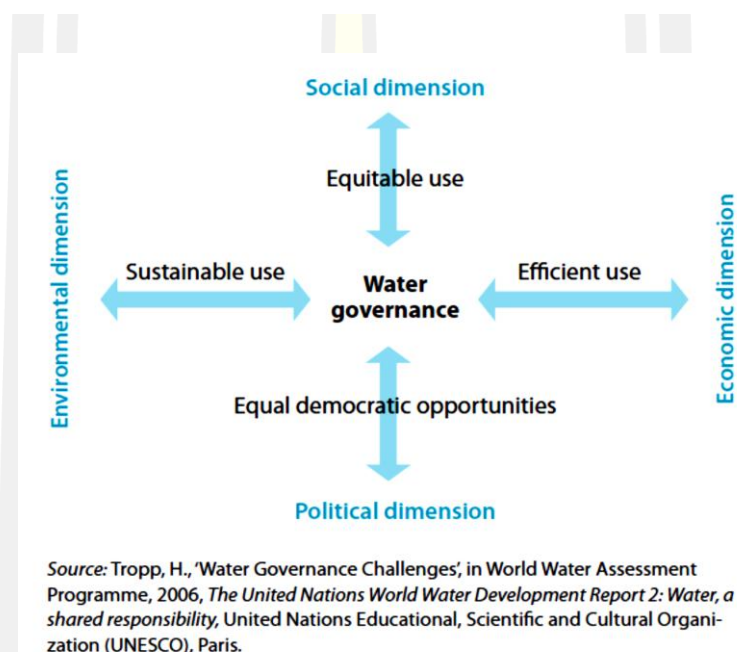 Social dimension
Equitable use
Environmental dimension
Sustainable use
Water
governance
Efficient use
Economic dimension
Equal democratic opportunities
Political dimension
Source: Tropp, H., ‘Water Governance Challenges’, in World Water Assessment
Programme, 2006, The United Nations World Water Development Report 2: Water, a
shared responsibility, United Nations Educational, Scientific and Cultural Organi-
zation (UNESCO), Paris.